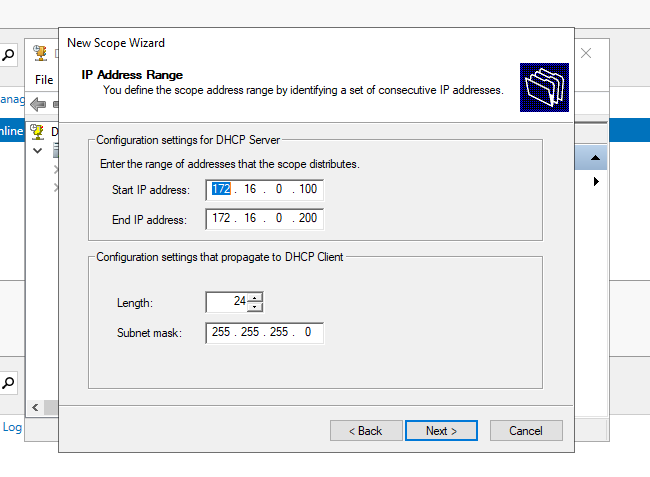 New Scope Wizard
IP Address Range
You define the scope address range by identifying a set of consecutive IP addresses.
File
anag
nline
D
Configuration settings for DHCP Server
Enter the range of addresses that the scope distributes.
Start IP address: 172 . 16 . 0 . 100
End IP address: 172 . 16 . 0 . 200
Configuration settings that propagate to DHCP Client
Length: 24
Subnet mask: 255 . 255 . 255 . 0
Log
< Back Next > Cancel